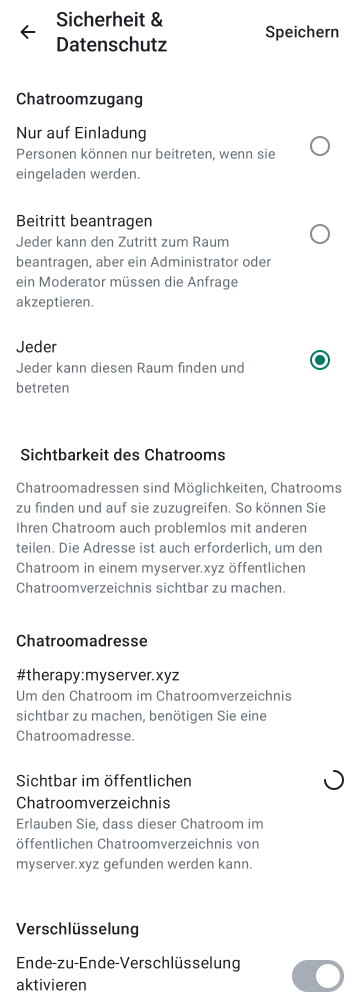 Sicherheit &
Datenschutz
Speichern
Chatroomzugang
Nur auf Einladung
Personen können nur beitreten, wenn sie
eingeladen werden.
Beitritt beantragen
Jeder kann den Zutritt zum Raum
beantragen, aber ein Administrator oder
ein Moderator müssen die Anfrage
akzeptieren.
Jeder
Jeder kann diesen Raum finden und
betreten
Sichtbarkeit des Chatrooms
Chatroomadressen sind Möglichkeiten, Chatrooms
zu finden und auf sie zuzugreifen. So können Sie
Ihren Chatroom auch problemlos mit anderen
teilen. Die Adresse ist auch erforderlich, um den
Chatroom in einem myserver.xyz öffentlichen
Chatroomverzeichnis sichtbar zu machen.
Chatroomadresse
#therapy:myserver.xyz
Um den Chatroom im Chatroomverzeichnis
sichtbar zu machen, benötigen Sie eine
Chatroomadresse.
Sichtbar im öffentlichen
Chatroomverzeichnis
Erlauben Sie, dass dieser Chatroom im
öffentlichen Chatroomverzeichnis von
myserver.xyz gefunden werden kann.
Verschlüsselung
Ende-zu-Ende-Verschlüsselung
aktivieren